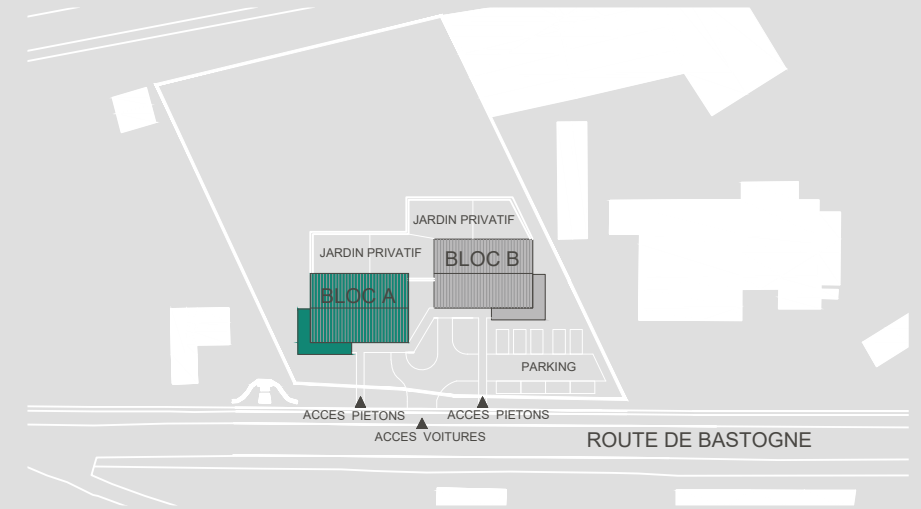 JARDIN PRIVATIF
JARDIN PRIVATIF
BLOC B
BLOC A
PARKING
ACCES PIETONS
ACCES PIETONS
ACCES VOITURES
ROUTE DE BASTOGNE